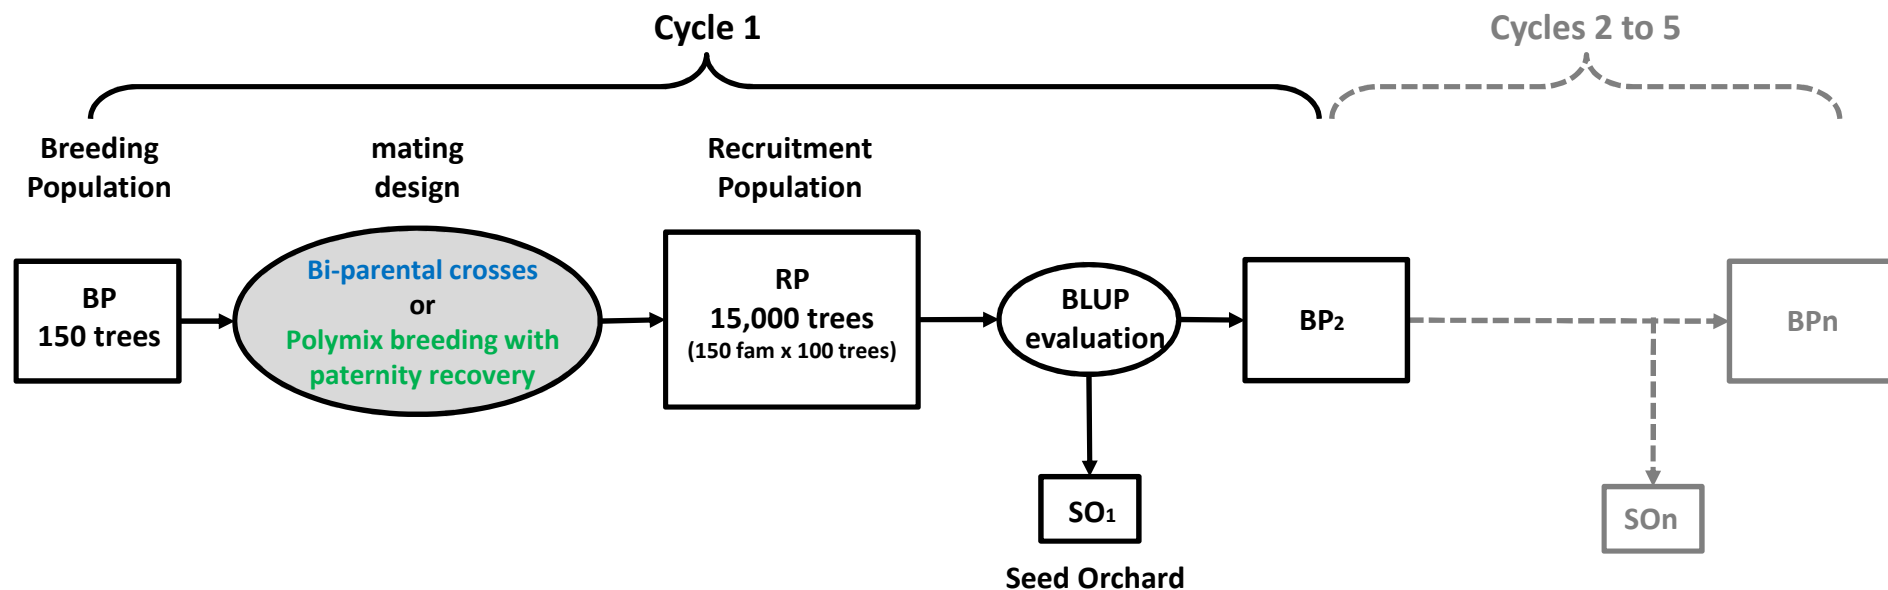 Cycle 1
Cycles 2 to 5
Breeding
Population
mating
design
Recruitment
Population
BP
150 trees
Bi-parental crosses
or
Polymix breeding with
paternity recovery
RP
15,000 trees
(150 fam x 100 trees)
BLUP
evaluation
BP2
BPn
SO1
SOn
Seed Orchard